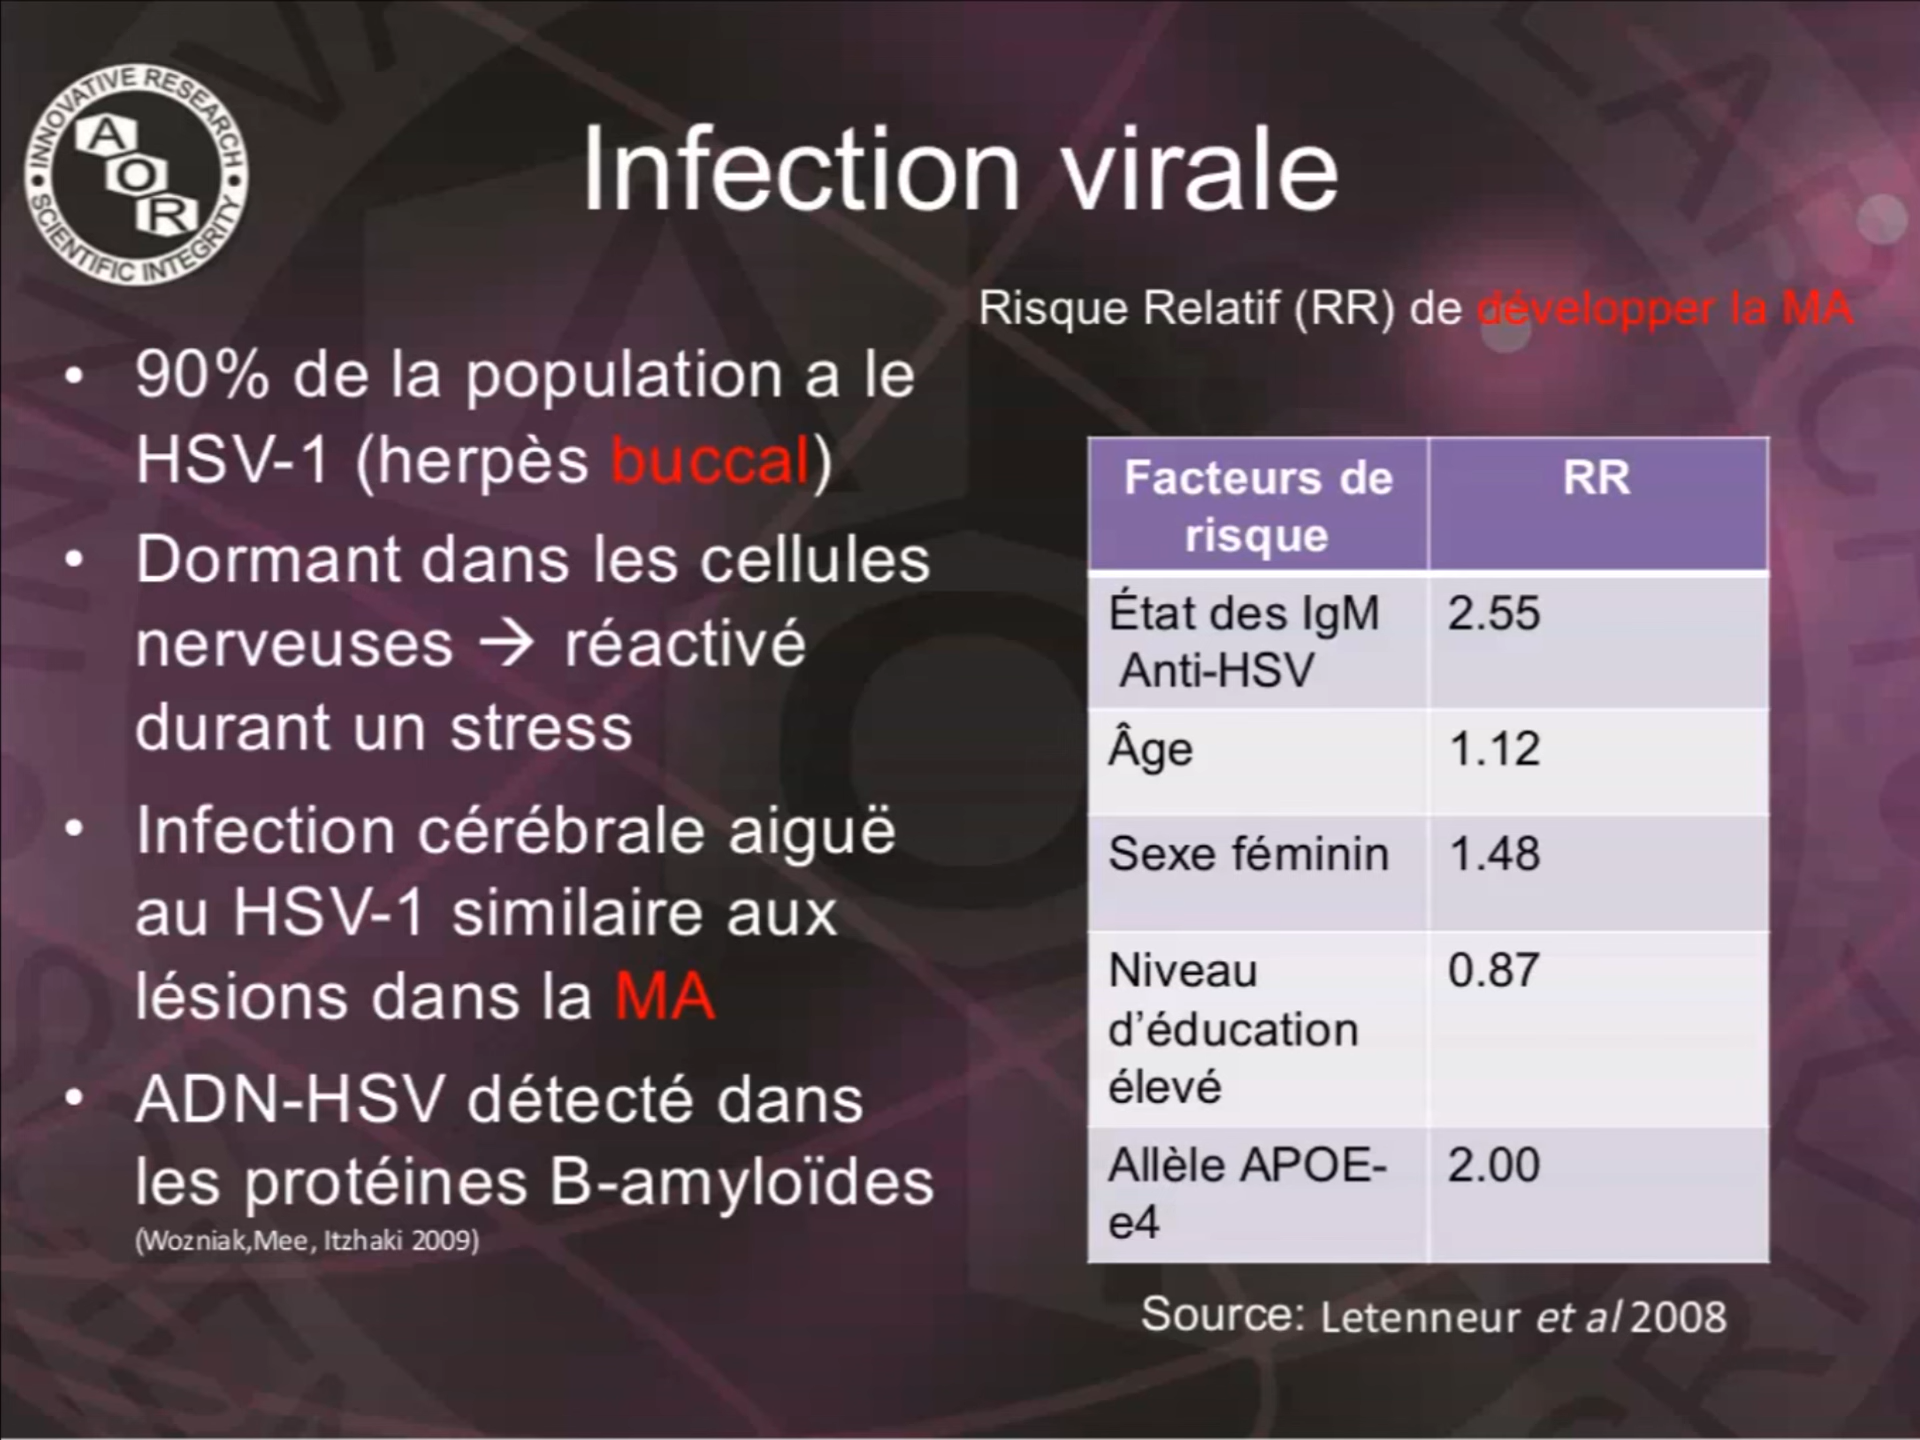 INNOVATIVE RESEARCH
AOR
SCIENTIFIC INTEGRITY
Infection virale
Risque Relatif (RR) de développer la MA
• 90% de la population a le
HSV-1 (herpès buccal)
• Dormant dans les cellules
nerveuses → réactivé
durant un stress
• Infection cérébrale aiguë
au HSV-1 similaire aux
lésions dans la MA
• ADN-HSV détecté dans
les protéines B-amyloïdes
(Wozniak,Mee, Itzhaki 2009)
Facteurs de
risque
RR
État des IgM
Anti-HSV
2.55
Âge
1.12
Sexe féminin
1.48
Niveau
d’éducation
élevé
0.87
Allèle APOE-
e4
2.00
Source: Letenneur et al 2008